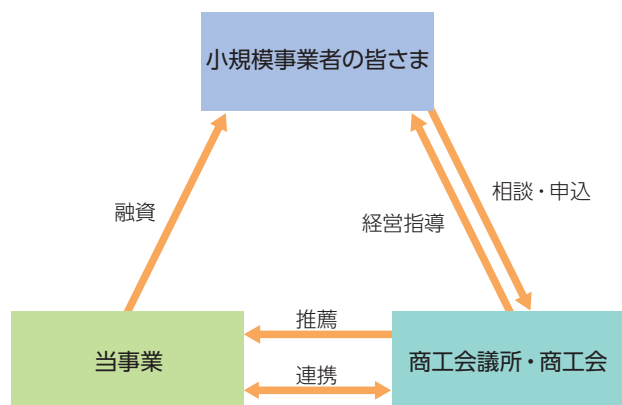 小規模事業者の皆さま
相談・申込
融資
経営指導
推薦
当事業
商工会議所・商工会
連携